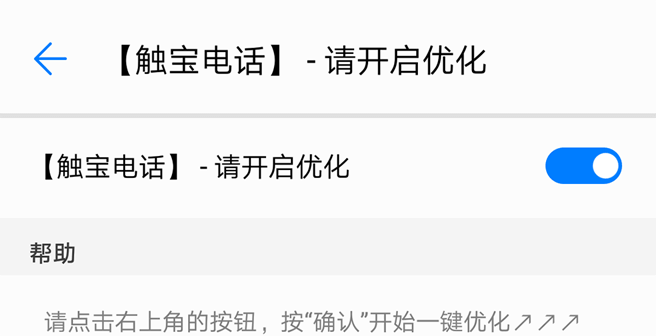 【触宝电话】 - 请开启优化
【触宝电话】 - 请开启优化
帮助
请点击右上角的按钮，按“确认”开始一键优化↗↗↗